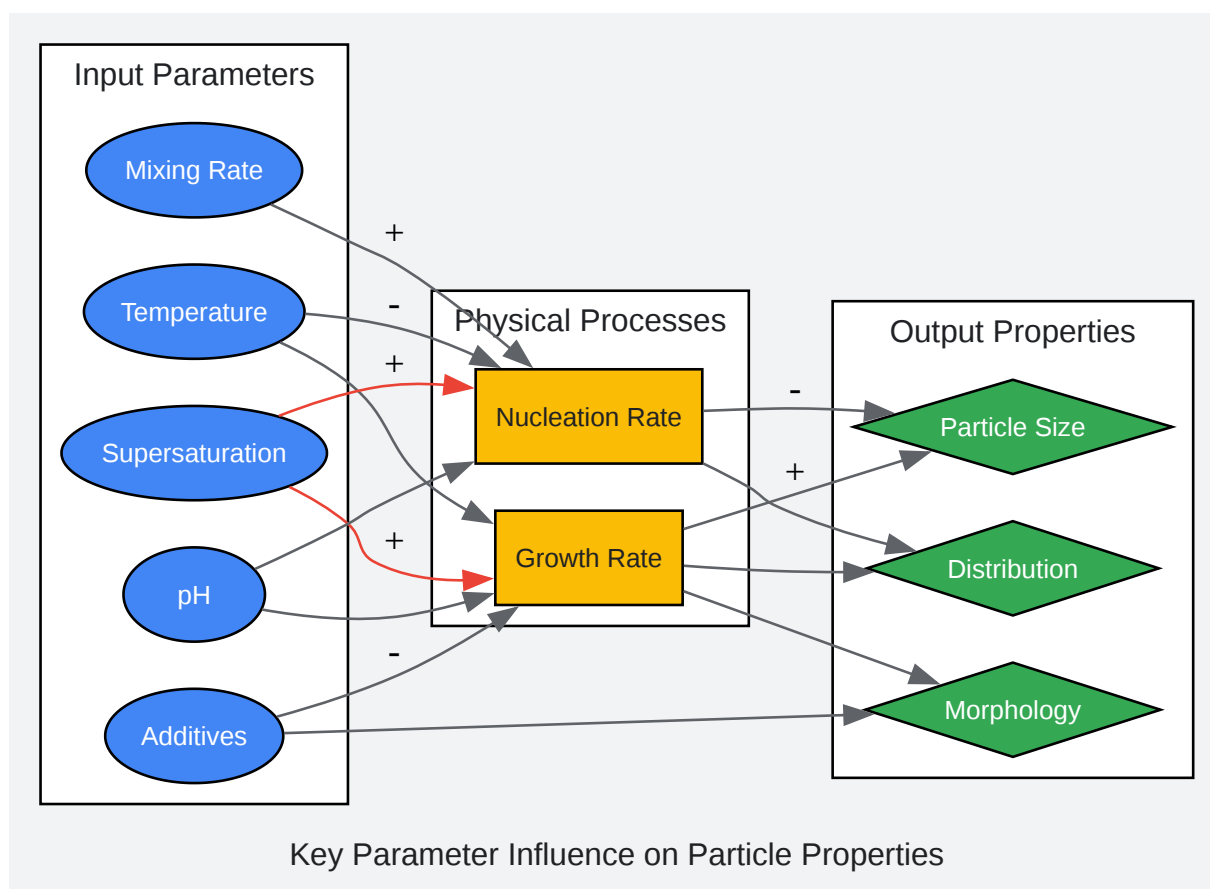 Input Parameters
Mixing Rate
Temperature
Supersaturation
pH
Additives
+
-
+
+
-
Physical Processes
Nucleation Rate
Growth Rate
-
+
Output Properties
Particle Size
Distribution
Morphology
Key Parameter Influence on Particle Properties